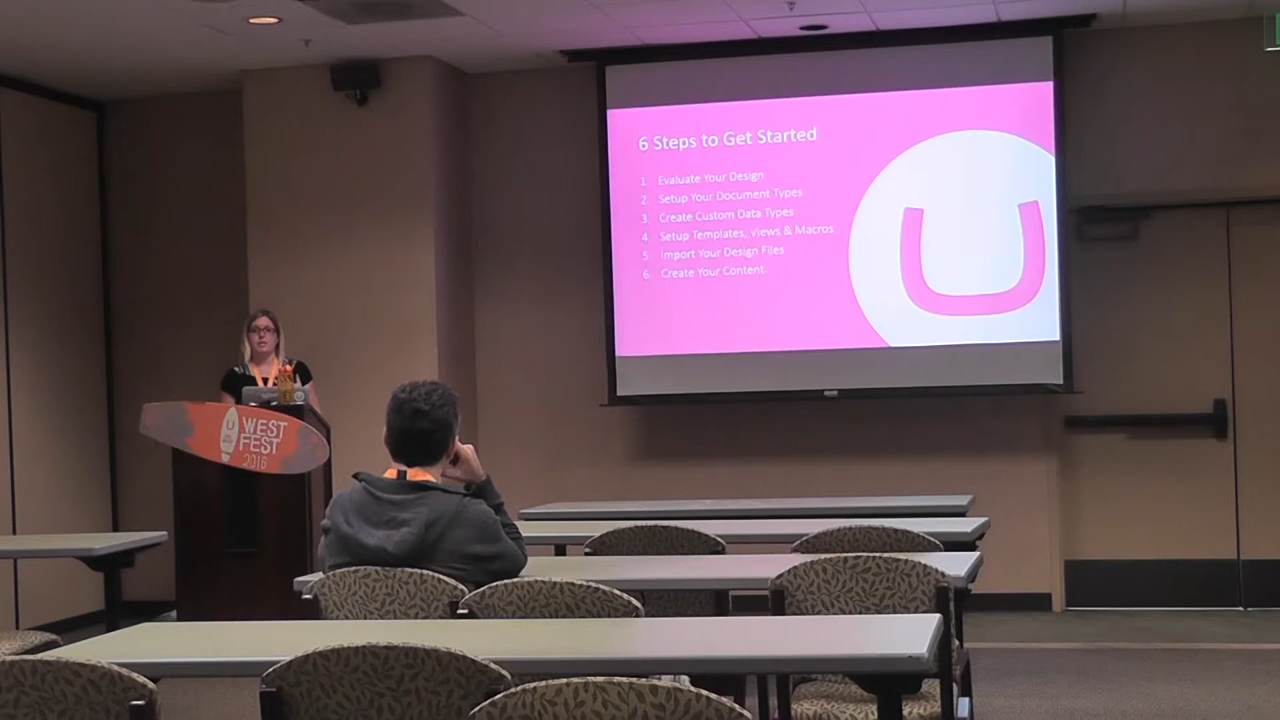 6 Steps to Get Started
1. Evaluate Your Design
2. Setup Your Document Types
3. Create Custom Data Types
4. Setup Templates, Views & Macros
5. Import Your Design Files
6. Create Your Content
U
U
WEST
FEST
2016